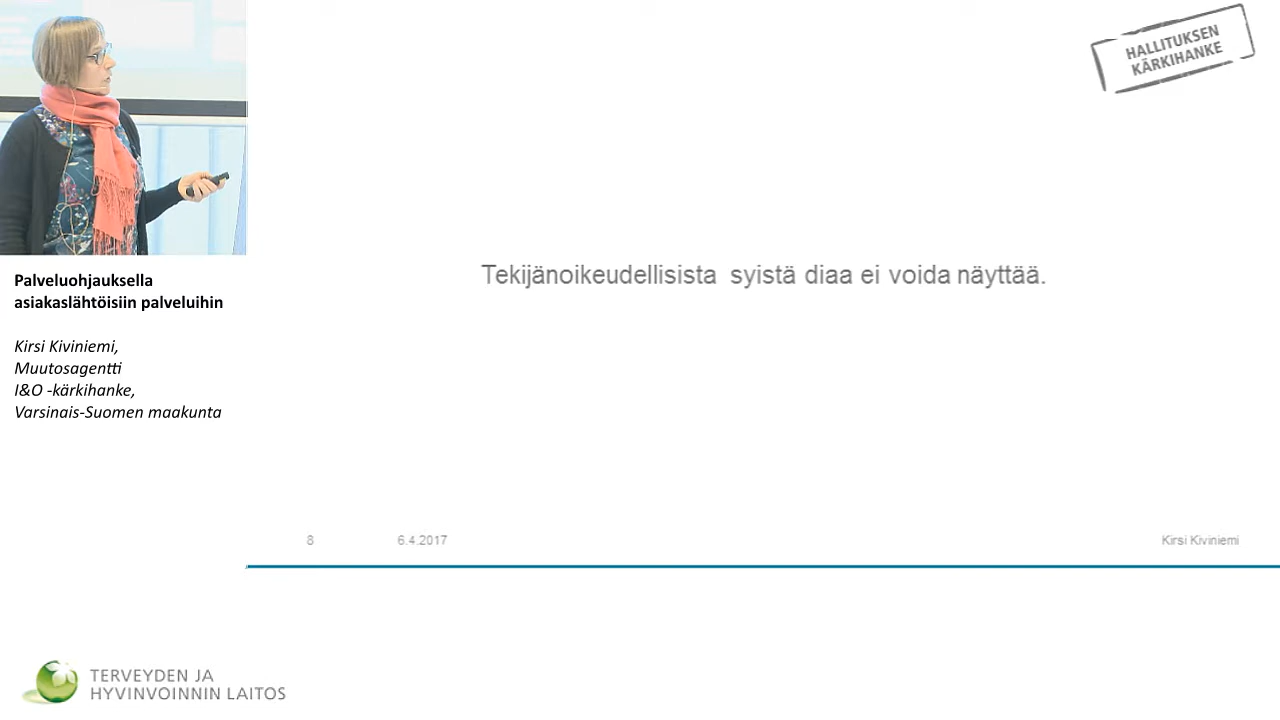 HALLITUKSEN
KÄRKIHANKE
Tekijänoikeudellisista syistä diaa ei voida näyttää.
Palveluohjauksella
asiakaslähtöisiin palveluihin
Kirsi Kiviniemi,
Muutosagentti
I&O -kärkihanke,
Varsinais-Suomen maakunta
8 6.4.2017 Kirsi Kiviniemi
TERVEYDEN JA
HYVINVOINNIN LAITOS